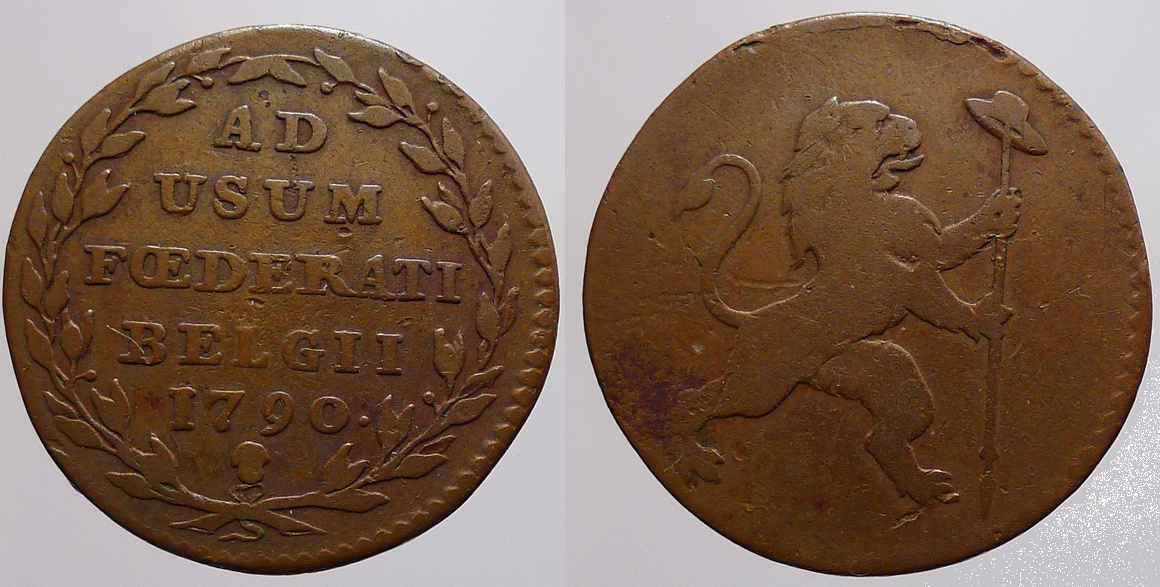 AD
USUM
FŒDERATI
BELGII
1790.